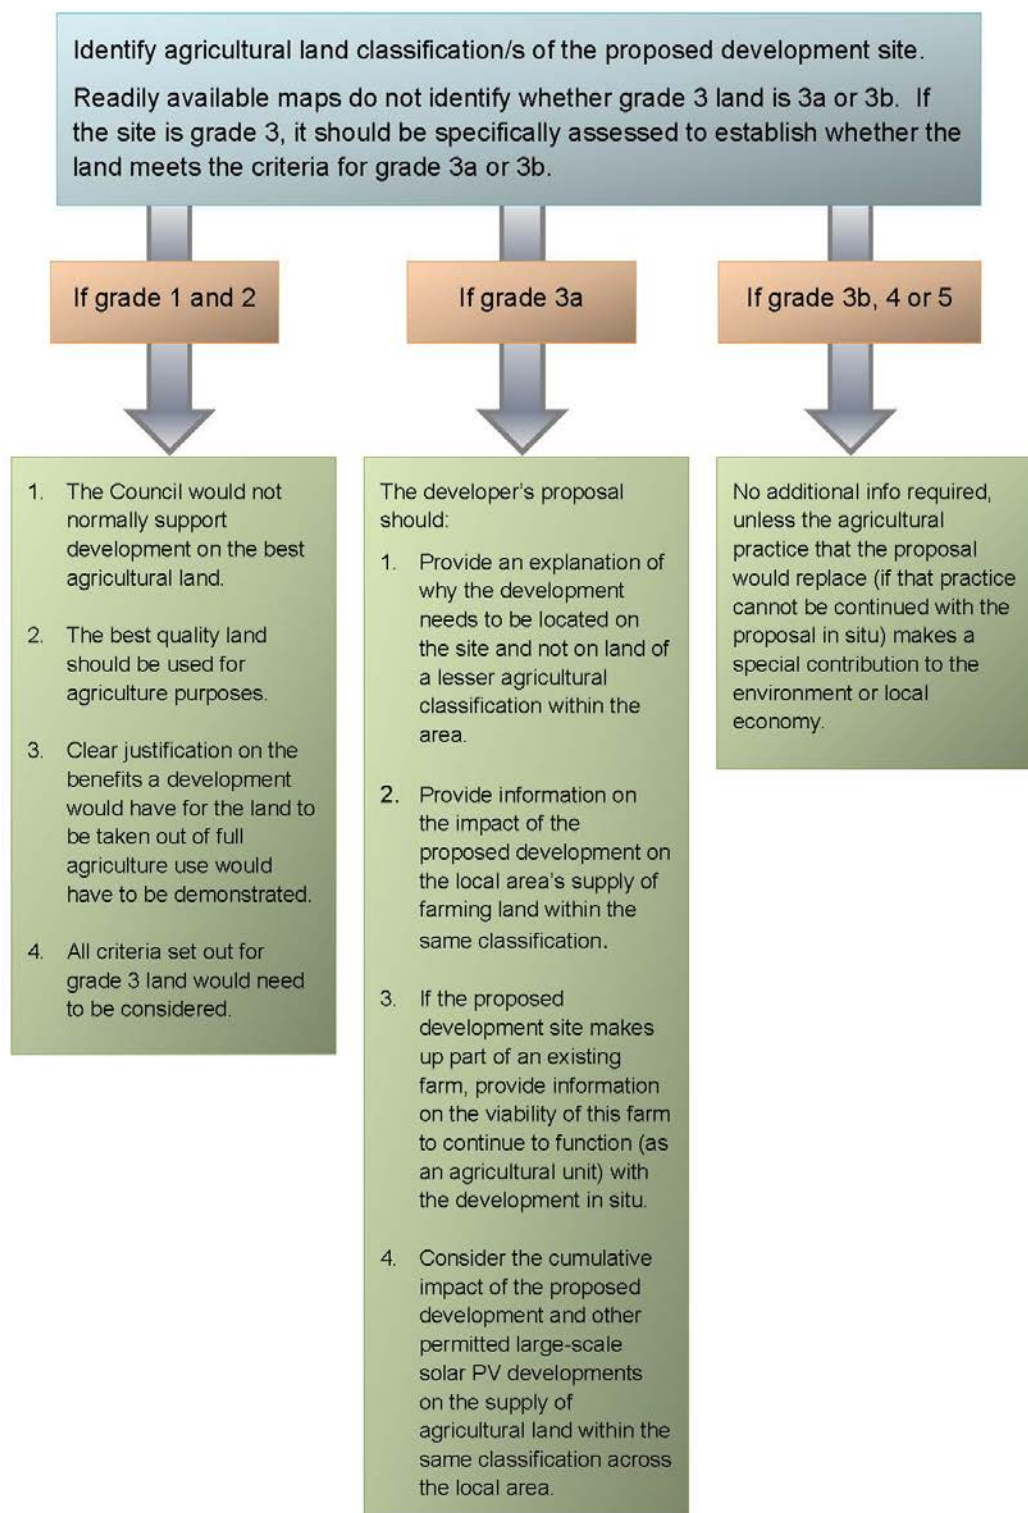 Identify agricultural land classification/s of the proposed development site.
Readily available maps do not identify whether grade 3 land is 3a or 3b.  If
the site is grade 3, it should be specifically assessed to establish whether the
land meets the criteria for grade 3a or 3b.
If grade 1 and 2
1. The Council would not
normally support
development on the best
agricultural land.
2. The best quality land
should be used for
agriculture purposes.
3. Clear justification on the
benefits a development
would have for the land to
be taken out of full
agriculture use would
have to be demonstrated.
4. All criteria set out for
grade 3 land would need
to be considered.
If grade 3a
The developer's proposal
should:
1. Provide an explanation of
why the development
needs to be located on
the site and not on land of
a lesser agricultural
classification within the
area.
2. Provide information on
the impact of the
proposed development on
the local area's supply of
farming land within the
same classification.
3. If the proposed
development site makes
up part of an existing
farm, provide information
on the viability of this farm
to continue to function (as
an agricultural unit) with
the development in situ.
4. Consider the cumulative
impact of the proposed
development and other
permitted large-scale
solar PV developments
on the supply of
agricultural land within the
same classification across
the local area.
If grade 3b, 4 or 5
No additional info required,
unless the agricultural
practice that the proposal
would replace (if that practice
cannot be continued with the
proposal in situ) makes a
special contribution to the
environment or local
economy.